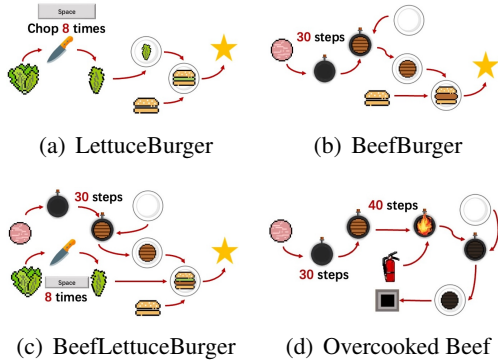 Space
Chop 8 times
(a) LettuceBurger
30 steps
(b) BeefBurger
30 steps
Space
8 times
(c) BeefLettuceBurger
40 steps
30 steps
(d) Overcooked Beef